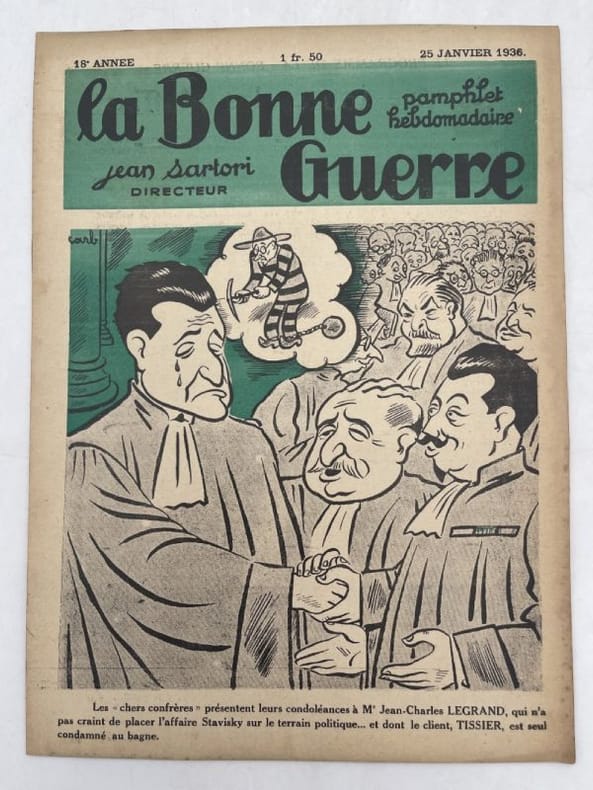 18ᵉ ANNEE 1 fr. 50 25 JANVIER 1936.
la Bonne Guerre
pamphlet
hebdomadaire
jean sartori
DIRECTEUR
carb
Les « chers confrères » présentent leurs condoléances à Mᵉ Jean-Charles LEGRAND, qui n'a
pas craint de placer l'affaire Stavisky sur le terrain politique... et dont le client, TISSIER, est seul
condamné au bagne.